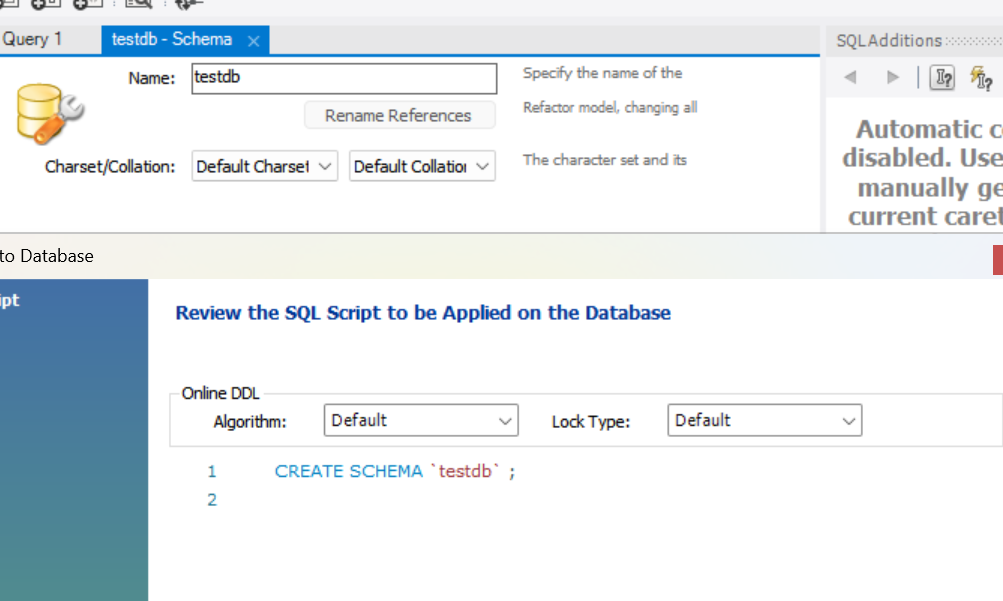 Query 1
testdb - Schema
SQLAdditions
Name:
testdb
Specify the name of the
Rename References
Refactor model, changing all
Charset/Collation:
Default Charset
Default Collation
The character set and its
Automatic c
disabled. Use
manually ge
current caret
to Database
ipt
Review the SQL Script to be Applied on the Database
Online DDL
Algorithm:
Default
Lock Type:
Default
1 CREATE SCHEMA `testdb` ;
2